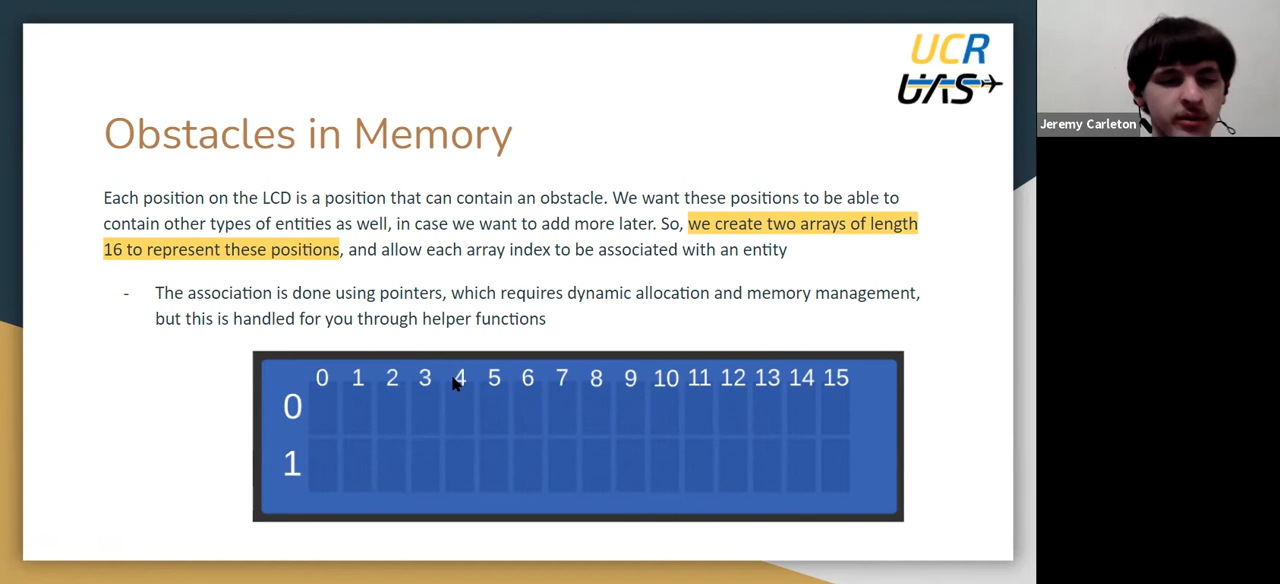 UCR
UAS
Jeremy Carleton
Obstacles in Memory
Each position on the LCD is a position that can contain an obstacle. We want these positions to be able to
contain other types of entities as well, in case we want to add more later. So, we create two arrays of length
16 to represent these positions, and allow each array index to be associated with an entity
- The association is done using pointers, which requires dynamic allocation and memory management,
but this is handled for you through helper functions
0 1 2 3 4 5 6 7 8 9 10 11 12 13 14 15
0
1